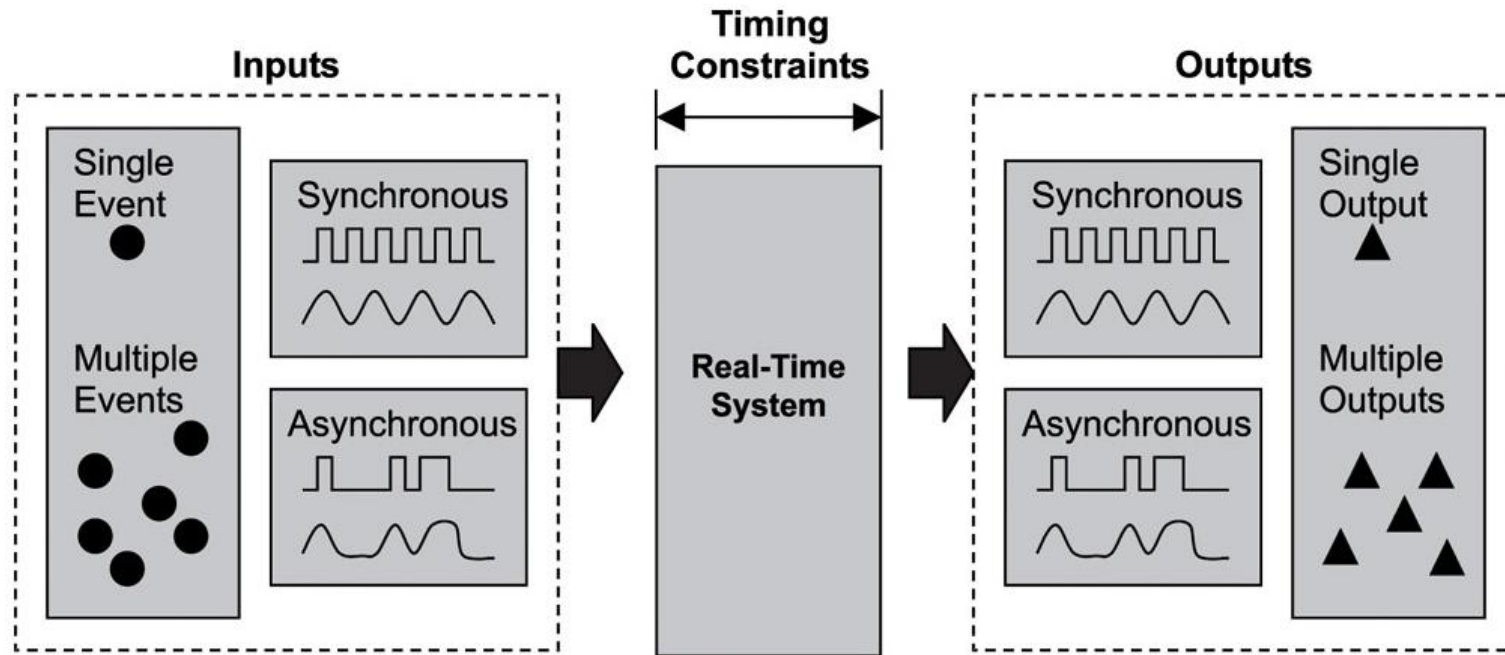 Timing
Constraints
Inputs
Outputs
Single
Event
Multiple
Events
Synchronous
Asynchronous
Real-Time
System
Synchronous
Asynchronous
Single
Output
Multiple
Outputs